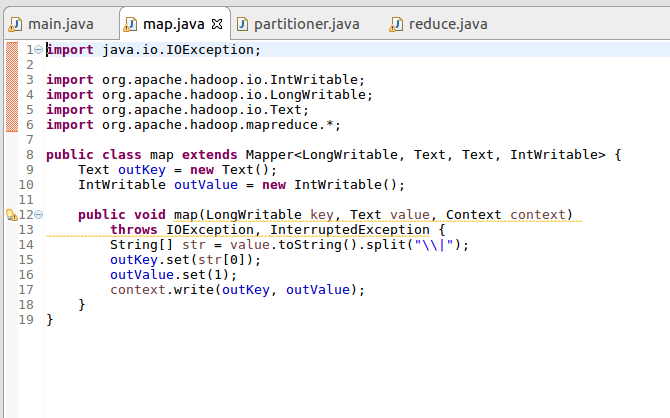 main.java map.java partitioner.java reduce.java
1 import java.io.IOException;
2
3 import org.apache.hadoop.io.IntWritable;
4 import org.apache.hadoop.io.LongWritable;
5 import org.apache.hadoop.io.Text;
6 import org.apache.hadoop.mapreduce.*;
7
8 public class map extends Mapper<LongWritable, Text, Text, IntWritable> {
9     Text outKey = new Text();
10     IntWritable outValue = new IntWritable();
11
12     public void map(LongWritable key, Text value, Context context)
13         throws IOException, InterruptedException {
14         String[] str = value.toString().split("\\|");
15         outKey.set(str[0]);
16         outValue.set(1);
17         context.write(outKey, outValue);
18     }
19 }